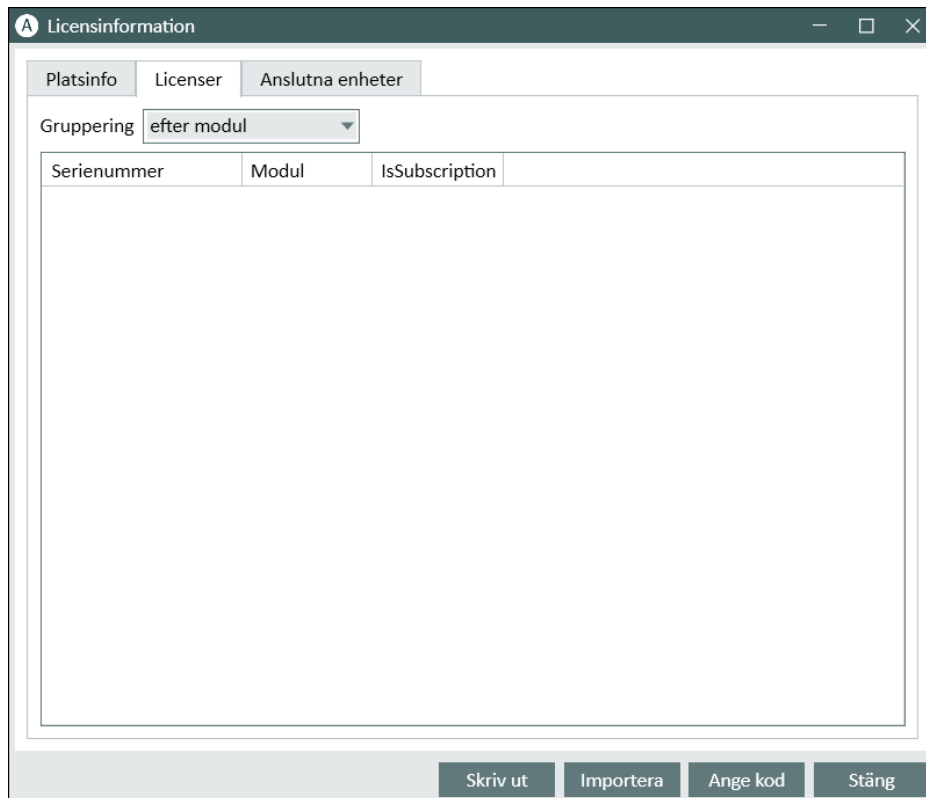 A Licensinformation
Platsinfo Licenser Anslutna enheter
Gruppering efter modul
Serienummer Modul IsSubscription
Skriv ut Importera Ange kod Stäng